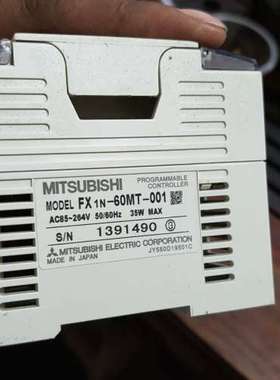 MITSUBISHI
PROGRAMMABLE
CONTROLLER
MODEL FX1N-60MT-001
AC85~264V 50/60Hz 35W MAX
S/N 1391490 G
MITSUBISHI ELECTRIC CORPORATION
MADE IN JAPAN
JY560D19601C